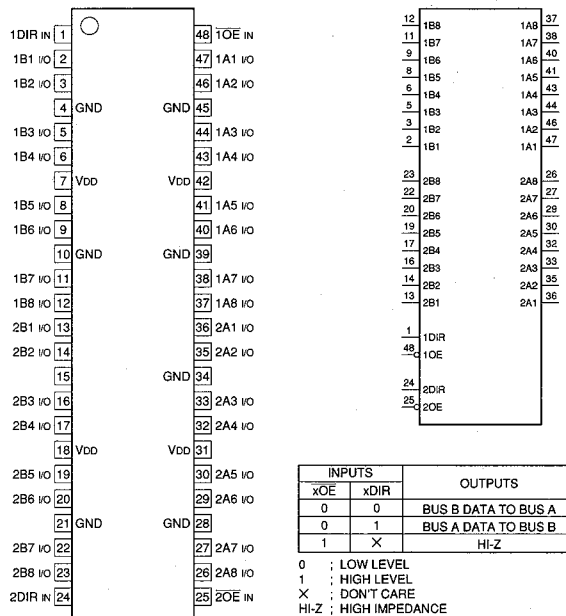 1DIR IN 1 48 1OE IN
1B1 I/O 2 47 1A1 I/O
1B2 I/O 3 46 1A2 I/O
4 GND GND 45
1B3 I/O 5 44 1A3 I/O
1B4 I/O 6 43 1A4 I/O
7 VDD VDD 42
1B5 I/O 8 41 1A5 I/O
1B6 I/O 9 40 1A6 I/O
10 GND GND 39
1B7 I/O 11 38 1A7 I/O
1B8 I/O 12 37 1A8 I/O
2B1 I/O 13 36 2A1 I/O
2B2 I/O 14 35 2A2 I/O
15 GND 34
2B3 I/O 16 33 2A3 I/O
2B4 I/O 17 32 2A4 I/O
18 VDD VDD 31
2B5 I/O 19 30 2A5 I/O
2B6 I/O 20 29 2A6 I/O
21 GND GND 28
2B7 I/O 22 27 2A7 I/O
2B8 I/O 23 26 2A8 I/O
2DIR IN 24 25 2OE IN
12 1B8 1A8 37
11 1B7 1A7 38
9 1B6 1A6 40
8 1B5 1A5 41
6 1B4 1A4 43
5 1B3 1A3 44
3 1B2 1A2 46
2 1B1 1A1 47
23 2B8 2A8 26
22 2B7 2A7 27
20 2B6 2A6 29
19 2B5 2A5 30
17 2B4 2A4 32
16 2B3 2A3 33
14 2B2 2A2 35
13 2B1 2A1 36
1 1DIR
48 1OE
24 2DIR
25 2OE
INPUTS OUTPUTS
xOE xDIR
0 0 BUS B DATA TO BUS A
0 1 BUS A DATA TO BUS B
1 X HI-Z
0 ; LOW LEVEL
1 ; HIGH LEVEL
X ; DON'T CARE
HI-Z ; HIGH IMPEDANCE